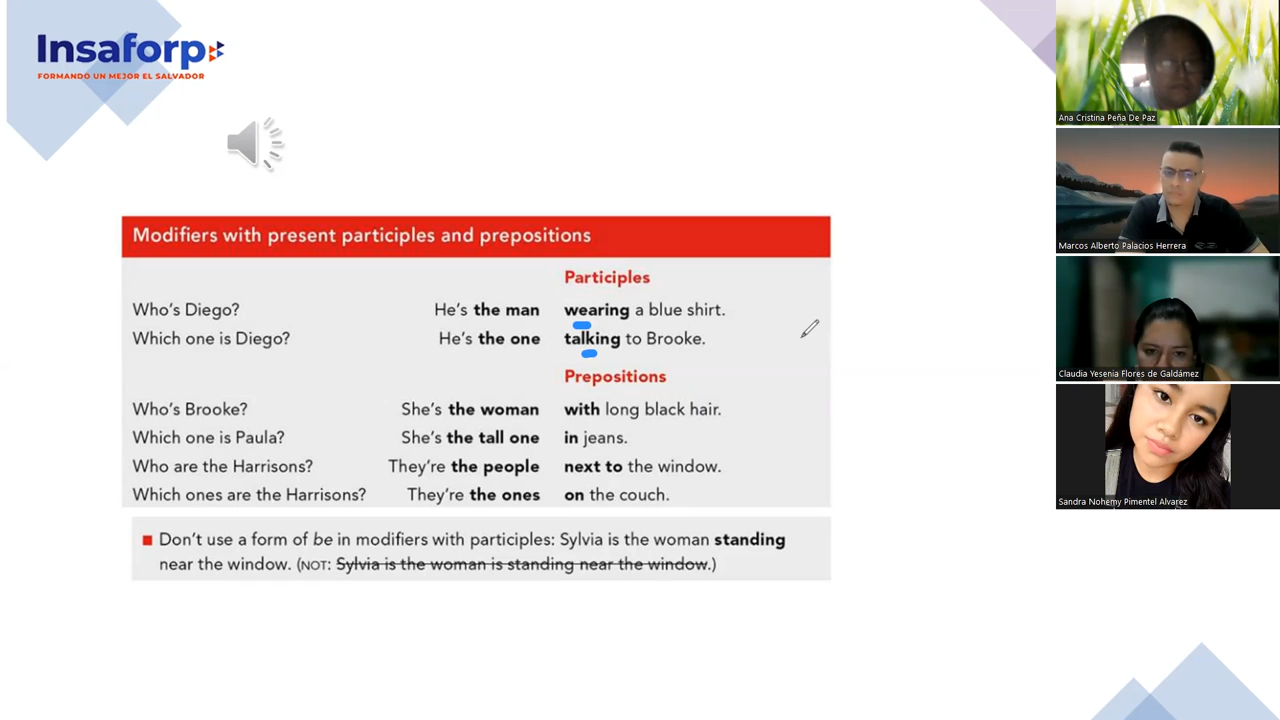 Insaforp
FORMANDO UN MEJOR EL SALVADOR
Modifiers with present participles and prepositions
Participles
Who's Diego? He's the man wearing a blue shirt.
Which one is Diego? He's the one talking to Brooke.
Prepositions
Who's Brooke? She's the woman with long black hair.
Which one is Paula? She's the tall one in jeans.
Who are the Harrisons? They're the people next to the window.
Which ones are the Harrisons? They're the ones on the couch.
Don't use a form of be in modifiers with participles: Sylvia is the woman standing
near the window. (NOT: Sylvia is the woman is standing near the window.)
Ana Cristina Peña De Paz
Marcos Alberto Palacios Herrera
Claudia Yesenia Flores de Galdámez
Sandra Nohemy Pimentel Alvarez